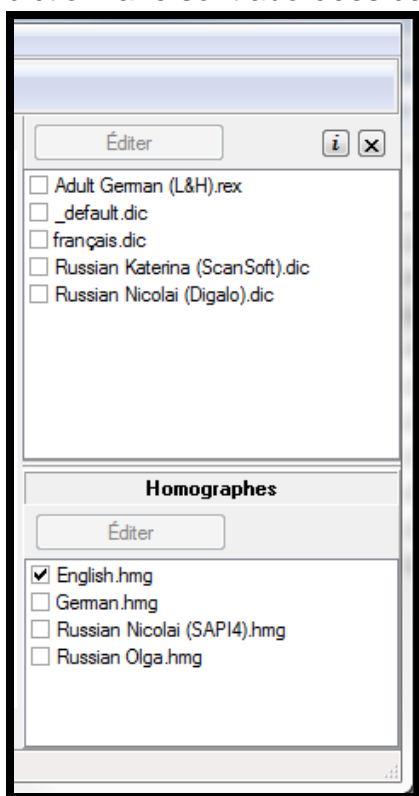 Éditer
i
x
Adult German (L&H).rex
_default.dic
français.dic
Russian Katerina (ScanSoft).dic
Russian Nicolai (Digalo).dic
Homographes
Éditer
English.hmg
German.hmg
Russian Nicolai (SAPI4).hmg
Russian Olga.hmg